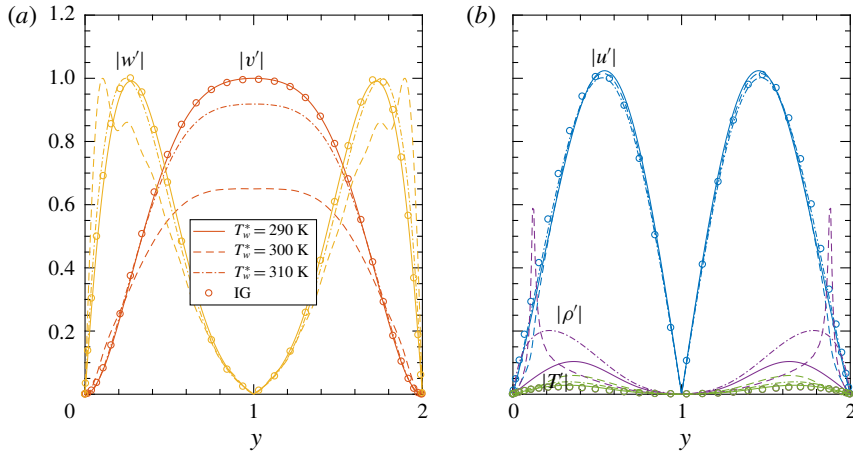 (a)
1.2
1.0
0.8
0.6
0.4
0.2
0
1
2
y
|w′|
|v′|
T*w = 290 K
T*w = 300 K
T*w = 310 K
IG
(b)
|u′|
|ρ′|
|T′|
0
1
2
y